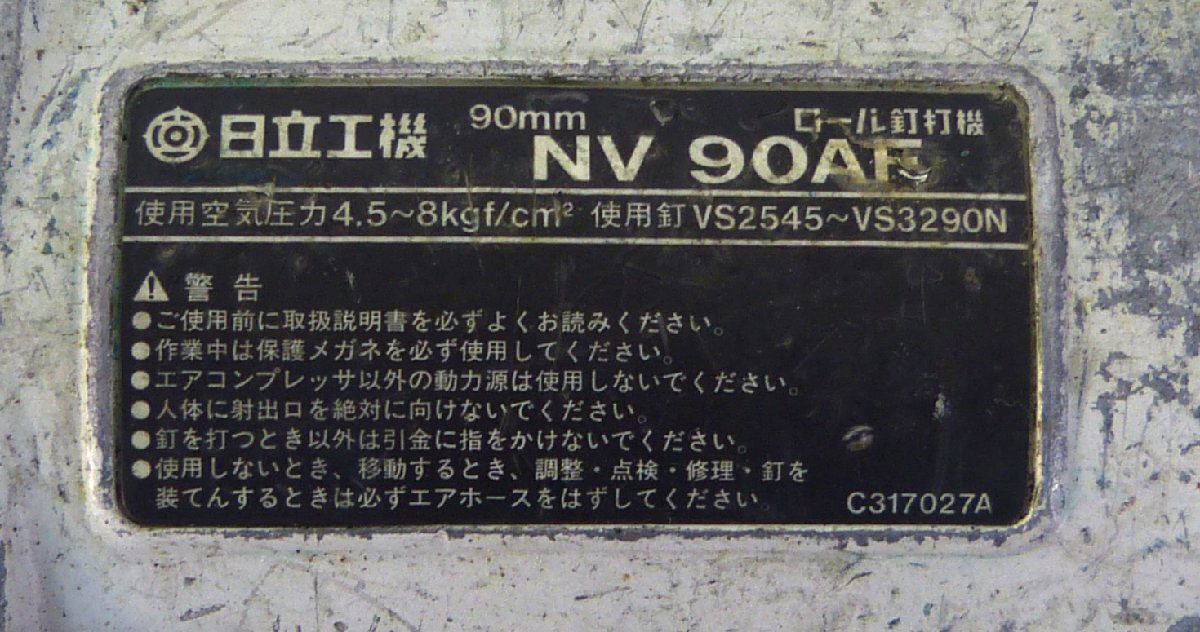 日立工機 90mm NV 90AE ロール釘打機
使用空気圧力4.5~8kgf/cm² 使用釘VS2545~VS3290N
⚠ 警告
●ご使用前に取扱説明書を必ずよくお読みください。
●作業中は保護メガネを必ず使用してください。
●エアコンプレッサ以外の動力源は使用しないでください。
●人体に射出口を絶対に向けないでください。
●釘を打つとき以外は引金に指をかけないでください。
●使用しないとき、移動するとき、調整・点検・修理・釘を
装てんするときは必ずエアホースをはずしてください。
C317027A